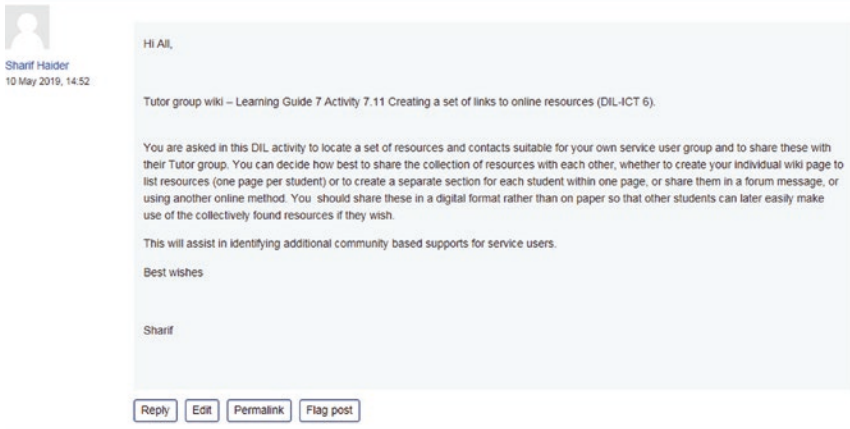 Sharif Haider
10 May 2019, 14:52
Hi All,
Tutor group wiki – Learning Guide 7 Activity 7.11 Creating a set of links to online resources (DIL-ICT 6).
You are asked in this DIL activity to locate a set of resources and contacts suitable for your own service user group and to share these with
their Tutor group. You can decide how best to share the collection of resources with each other, whether to create your individual wiki page to
list resources (one page per student) or to create a separate section for each student within one page, or share them in a forum message, or
using another online method. You  should share these in a digital format rather than on paper so that other students can later easily make
use of the collectively found resources if they wish.
This will assist in identifying additional community based supports for service users.
Best wishes
Sharif
Reply Edit Permalink Flag post